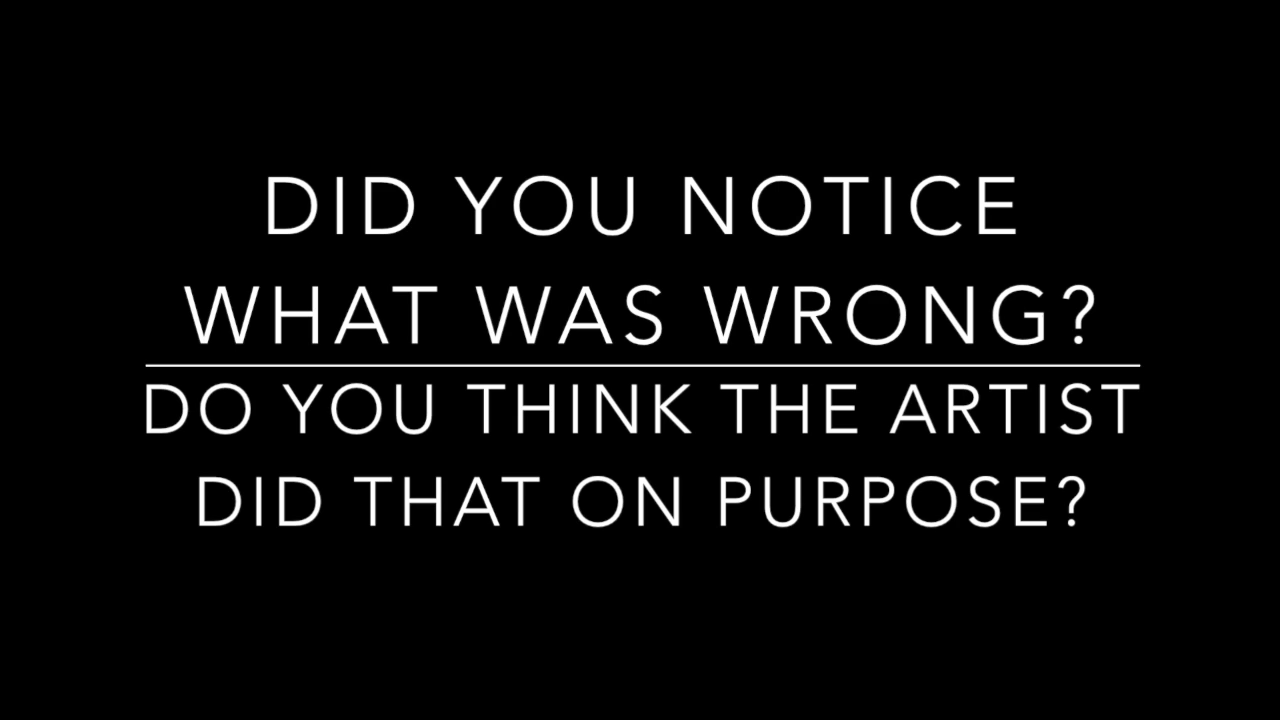 DID YOU NOTICE
WHAT WAS WRONG?
DO YOU THINK THE ARTIST
DID THAT ON PURPOSE?